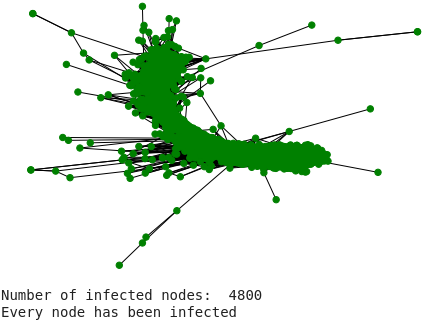 Number of infected nodes:  4800
Every node has been infected